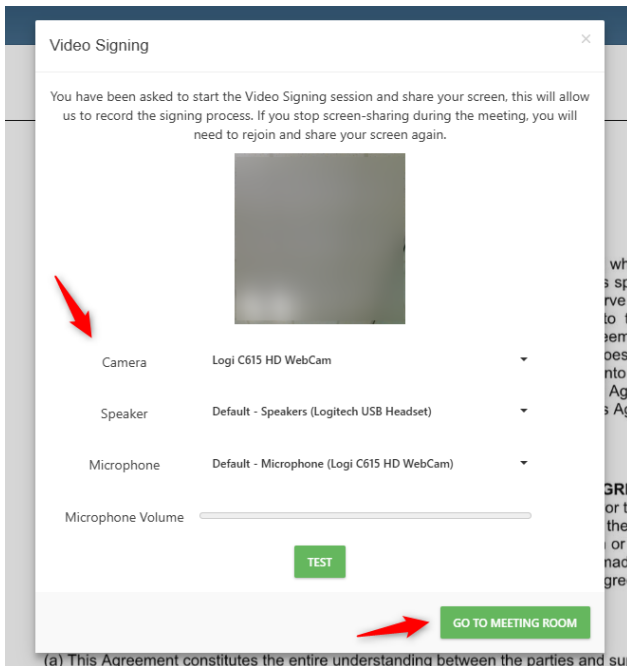 Video Signing
×
You have been asked to start the Video Signing session and share your screen, this will allow
us to record the signing process. If you stop screen-sharing during the meeting, you will
need to rejoin and share your screen again.
Camera
Logi C615 HD WebCam
Speaker
Default - Speakers (Logitech USB Headset)
Microphone
Default - Microphone (Logi C615 HD WebCam)
Microphone Volume
TEST
GO TO MEETING ROOM
(a) This Agreement constitutes the entire understanding between the parties and